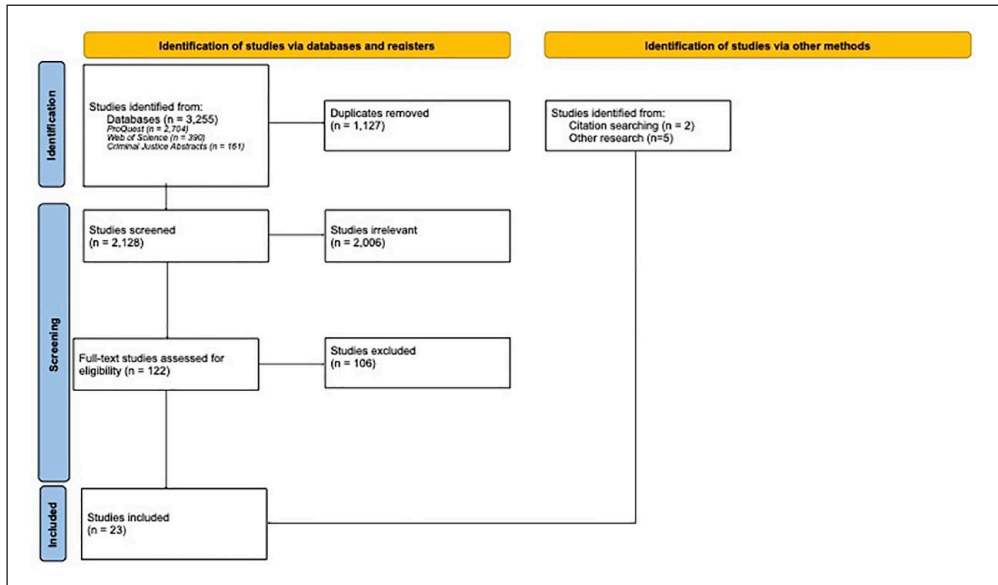 Identification of studies via databases and registers
Identification of studies via other methods
Identification
Studies identified from:
Databases (n = 3,255)
ProQuest (n = 2,704)
Web of Science (n = 390)
Criminal Justice Abstracts (n = 161)
Duplicates removed
(n = 1,127)
Studies identified from:
Citation searching (n = 2)
Other research (n=5)
Screening
Studies screened
(n = 2,128)
Studies irrelevant
(n = 2,006)
Full-text studies assessed for
eligibility (n = 122)
Studies excluded
(n = 106)
Included
Studies included
(n = 23)